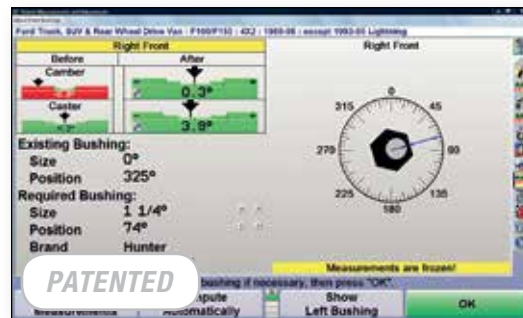 Ford Truck, SUV & Rear Wheel Drive Van : F100/F150 : 4X2 : 1980-96 : except 1993-95 Lightning
Right Front
Before After
Camber
0.3°
Caster
3.9°
Existing Bushing:
Size 0°
Position 325°
Required Bushing:
Size 1 1/4°
Position 74°
Brand Hunter
Right Front
0
45
90
135
180
225
270
315
Measurements are frozen!
bushing if necessary, then press "OK".
PATENTED
Measurements
Automatically
Show
Left Bushing
OK